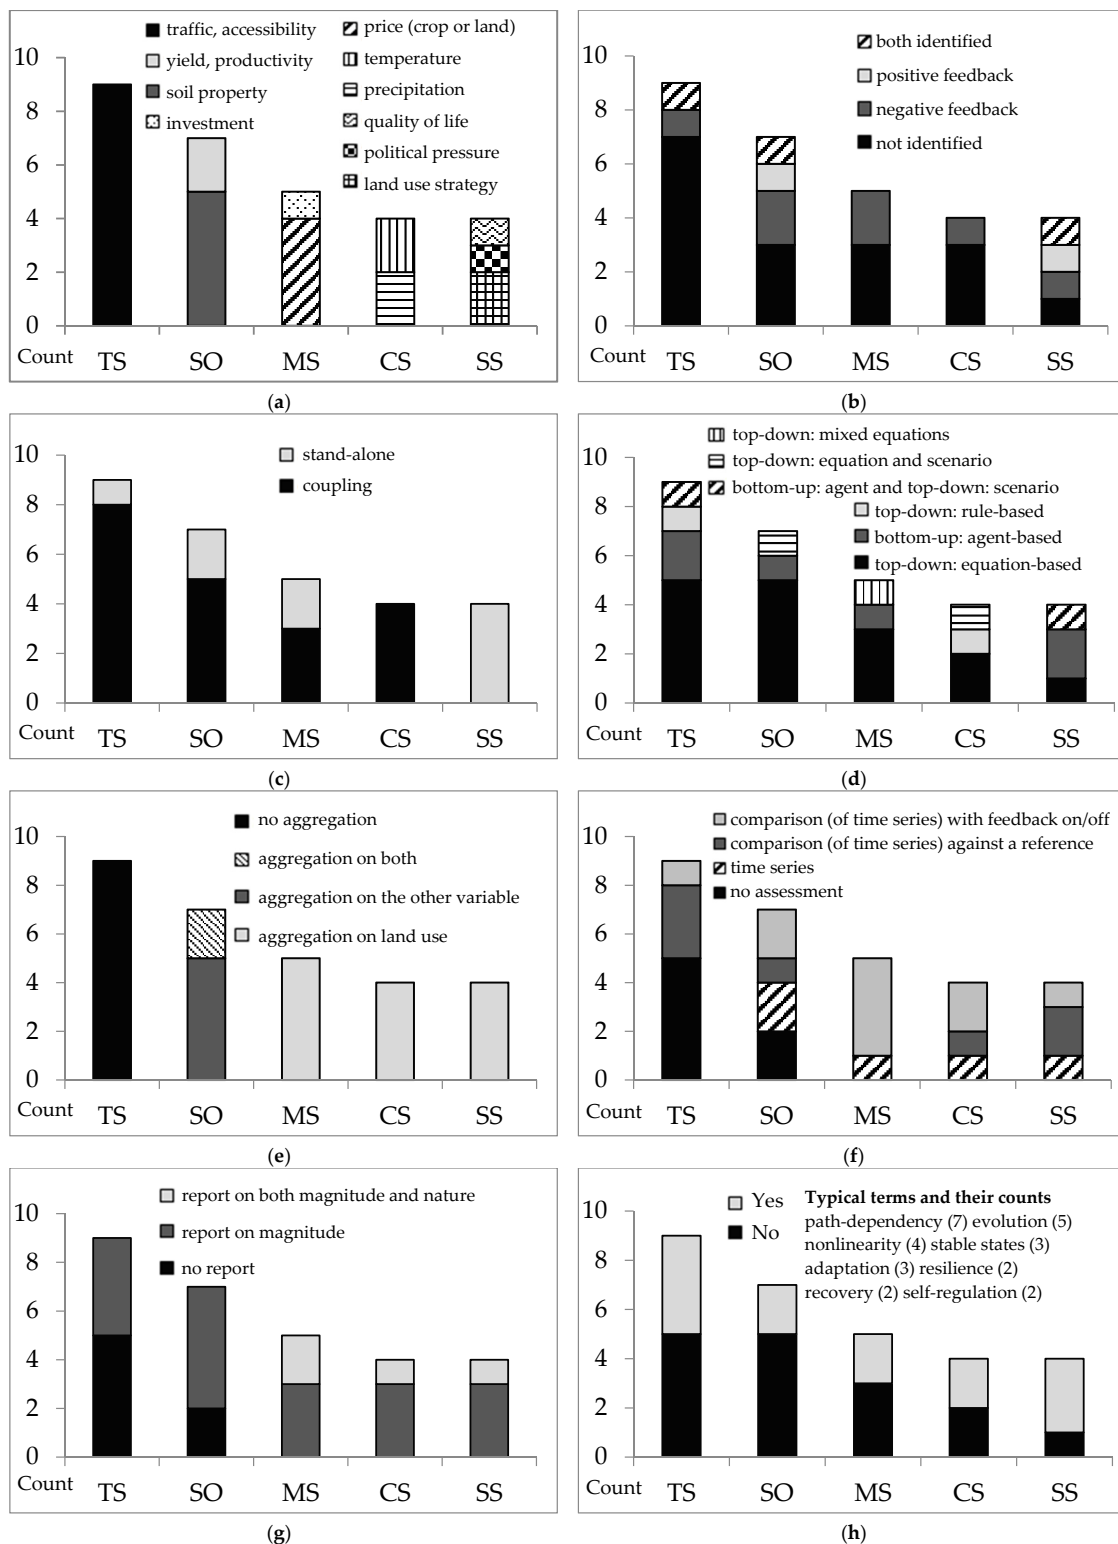 traffic, accessibility
yield, productivity
soil property
investment
price (crop or land)
temperature
precipitation
quality of life
political pressure
land use strategy
10
8
6
4
2
0
Count
TS SO MS CS SS
(a)
both identified
positive feedback
negative feedback
not identified
10
8
6
4
2
0
Count
TS SO MS CS SS
(b)
stand-alone
coupling
10
8
6
4
2
0
Count
TS SO MS CS SS
(c)
top-down: mixed equations
top-down: equation and scenario
bottom-up: agent and top-down: scenario
top-down: rule-based
bottom-up: agent-based
top-down: equation-based
10
8
6
4
2
0
Count
TS SO MS CS SS
(d)
no aggregation
aggregation on both
aggregation on the other variable
aggregation on land use
10
8
6
4
2
0
Count
TS SO MS CS SS
(e)
comparison (of time series) with feedback on/off
comparison (of time series) against a reference
time series
no assessment
10
8
6
4
2
0
Count
TS SO MS CS SS
(f)
report on both magnitude and nature
report on magnitude
no report
10
8
6
4
2
0
Count
TS SO MS CS SS
(g)
Yes
No
Typical terms and their counts
path-dependency (7) evolution (5)
nonlinearity (4) stable states (3)
adaptation (3) resilience (2)
recovery (2) self-regulation (2)
10
8
6
4
2
0
Count
TS SO MS CS SS
(h)